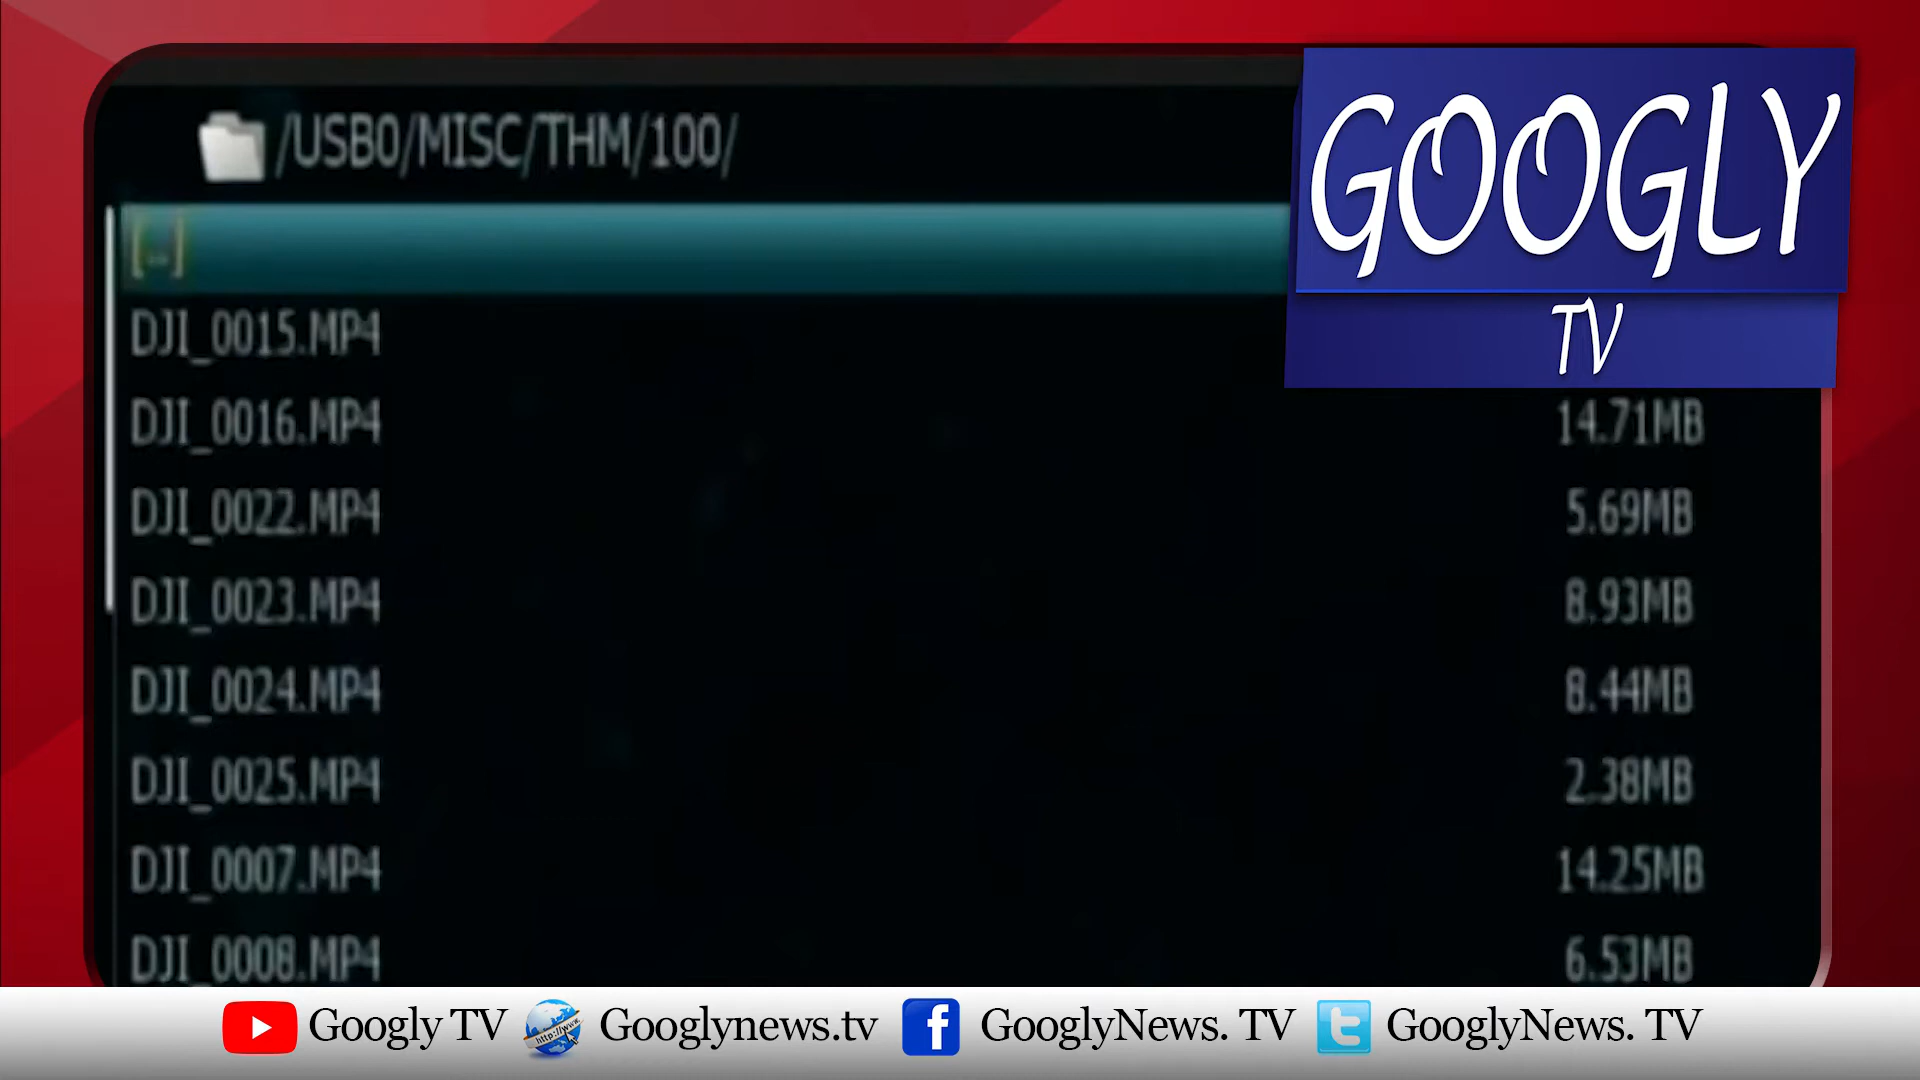 /USB0/MISC/THM/100/
[..]
DJI_0015.MP4
DJI_0016.MP4 14.71MB
DJI_0022.MP4 5.69MB
DJI_0023.MP4 8.93MB
DJI_0024.MP4 8.44MB
DJI_0025.MP4 2.38MB
DJI_0007.MP4 14.25MB
DJI_0008.MP4 6.53MB
GOOGLY
TV
Googly TV http://www. Googlynews.tv f GooglyNews. TV t GooglyNews. TV